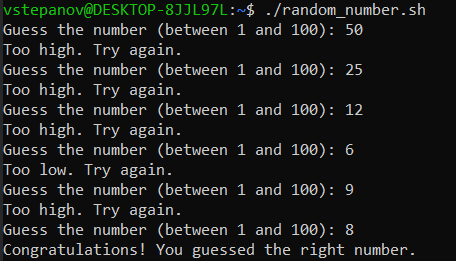 vstepanov@DESKTOP-8JJL97L:~$ ./random_number.sh
Guess the number (between 1 and 100): 50
Too high. Try again.
Guess the number (between 1 and 100): 25
Too high. Try again.
Guess the number (between 1 and 100): 12
Too high. Try again.
Guess the number (between 1 and 100): 6
Too low. Try again.
Guess the number (between 1 and 100): 9
Too high. Try again.
Guess the number (between 1 and 100): 8
Congratulations! You guessed the right number.